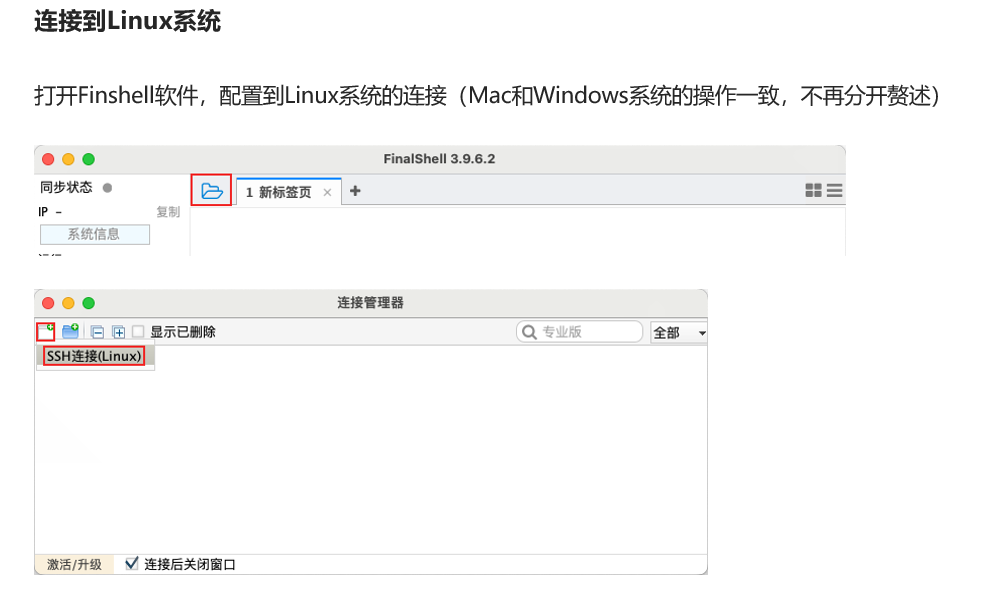 连接到Linux系统
打开Finshell软件，配置到Linux系统的连接（Mac和Windows系统的操作一致，不再分开赘述）
FinalShell 3.9.6.2
同步状态
1 新标签页
IP -
复制
系统信息
连接管理器
显示已删除
专业版
全部
SSH连接(Linux)
激活/升级
连接后关闭窗口